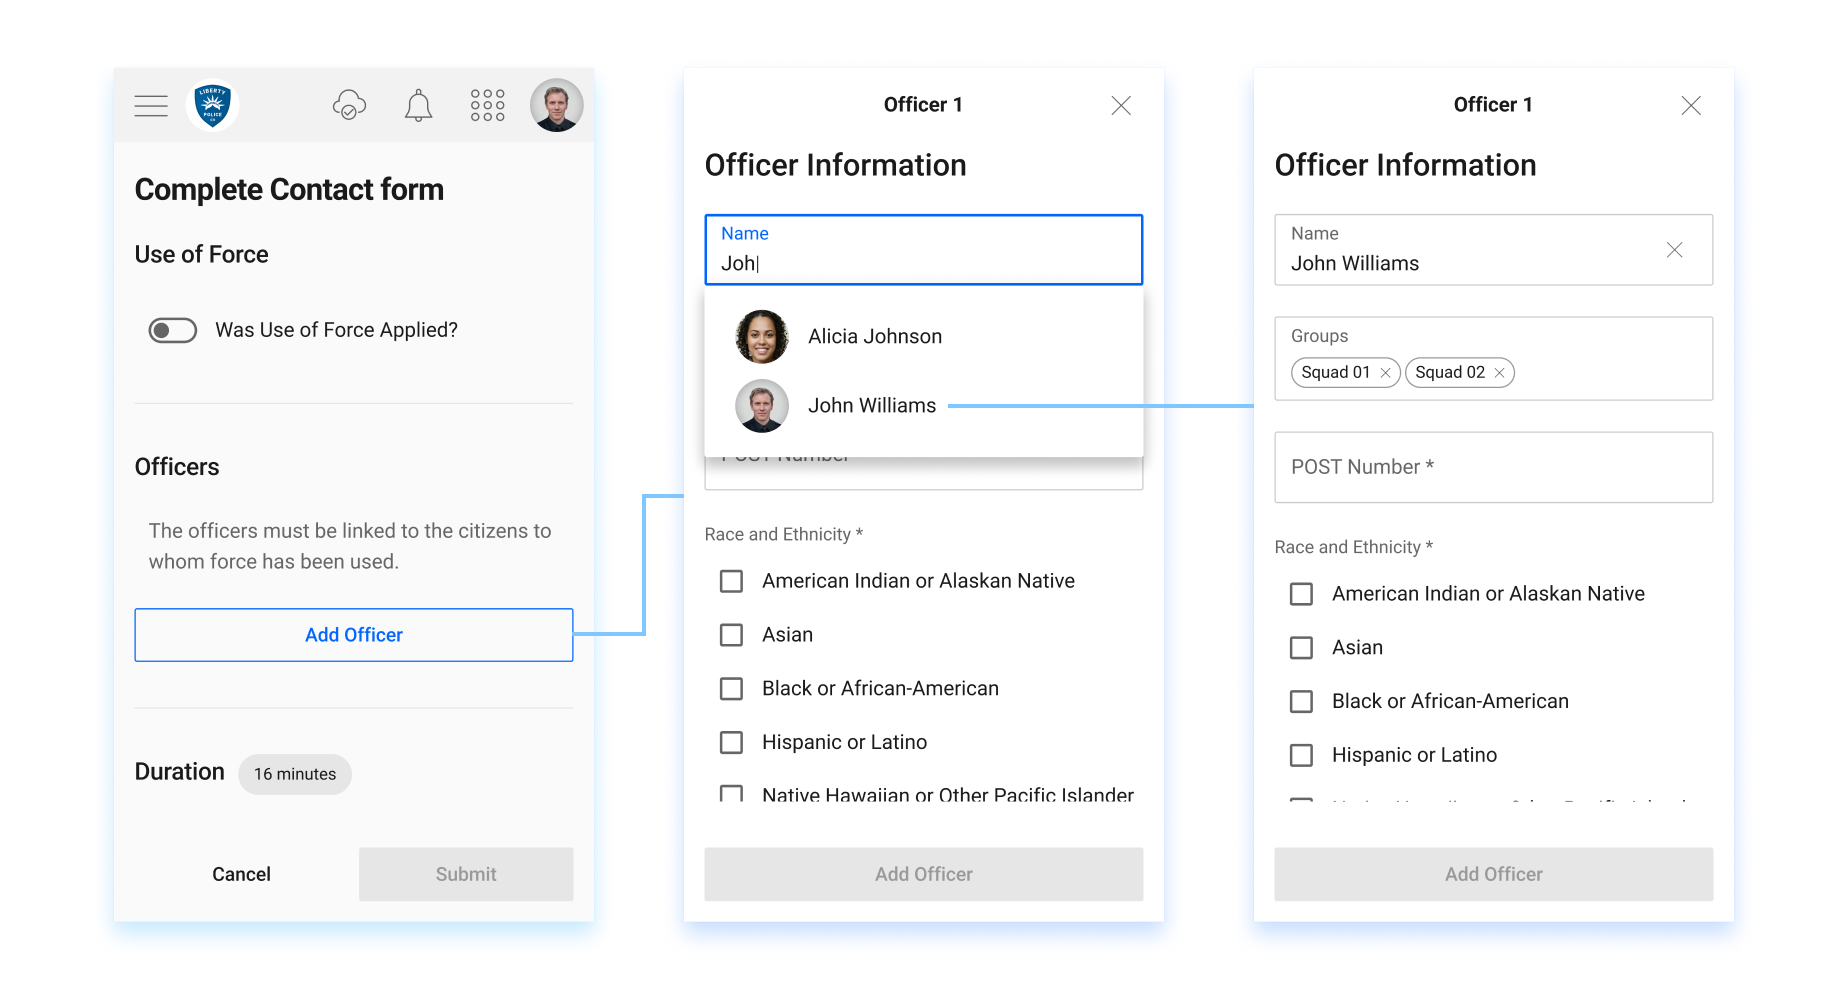 LIBERTY
POLICE
Complete Contact form
Use of Force
Was Use of Force Applied?
Officers
The officers must be linked to the citizens to
whom force has been used.
Add Officer
Duration
16 minutes
Cancel
Submit
Officer 1
Officer Information
Name
Joh
Alicia Johnson
John Williams
POST Number
Race and Ethnicity *
American Indian or Alaskan Native
Asian
Black or African-American
Hispanic or Latino
Native Hawaiian or Other Pacific Islander
Add Officer
Officer 1
Officer Information
Name
John Williams
Groups
Squad 01
Squad 02
POST Number *
Race and Ethnicity *
American Indian or Alaskan Native
Asian
Black or African-American
Hispanic or Latino
Add Officer